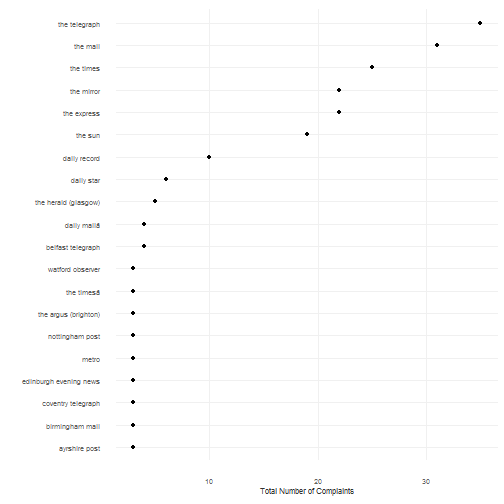 the telegraph
the mail
the times
the mirror
the express
the sun
daily record
daily star
the herald (glasgow)
daily mailâ
belfast telegraph
watford observer
the timesâ
the argus (brighton)
nottingham post
metro
edinburgh evening news
coventry telegraph
birmingham mail
ayrshire post
10 20 30
Total Number of Complaints